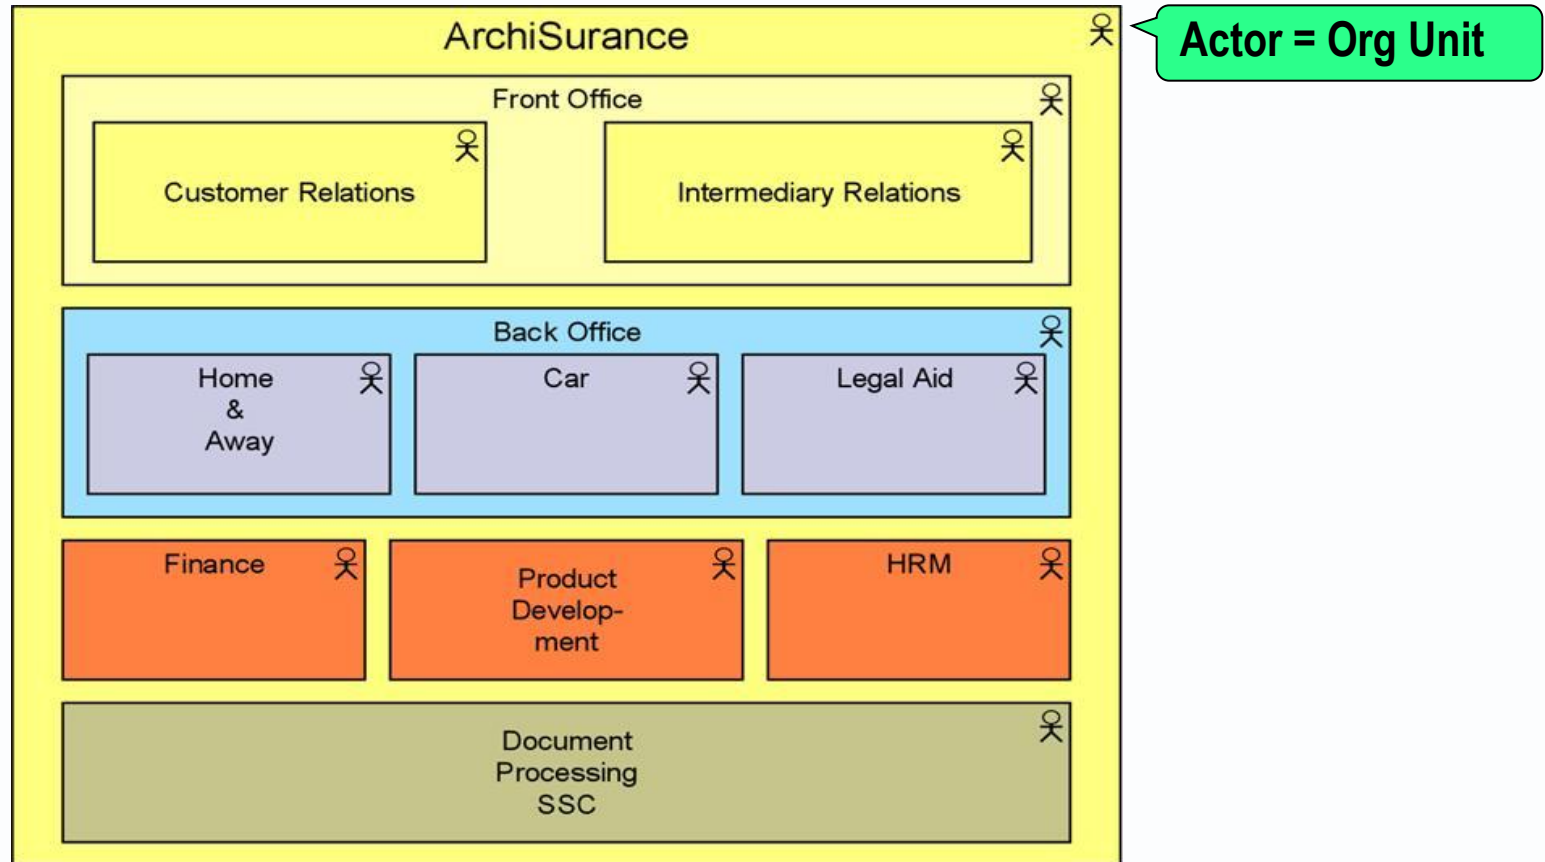 ArchiSurance
Actor = Org Unit
Front Office
Customer Relations
Intermediary Relations
Back Office
Home
&
Away
Car
Legal Aid
Finance
Product
Develop-
ment
HRM
Document
Processing
SSC